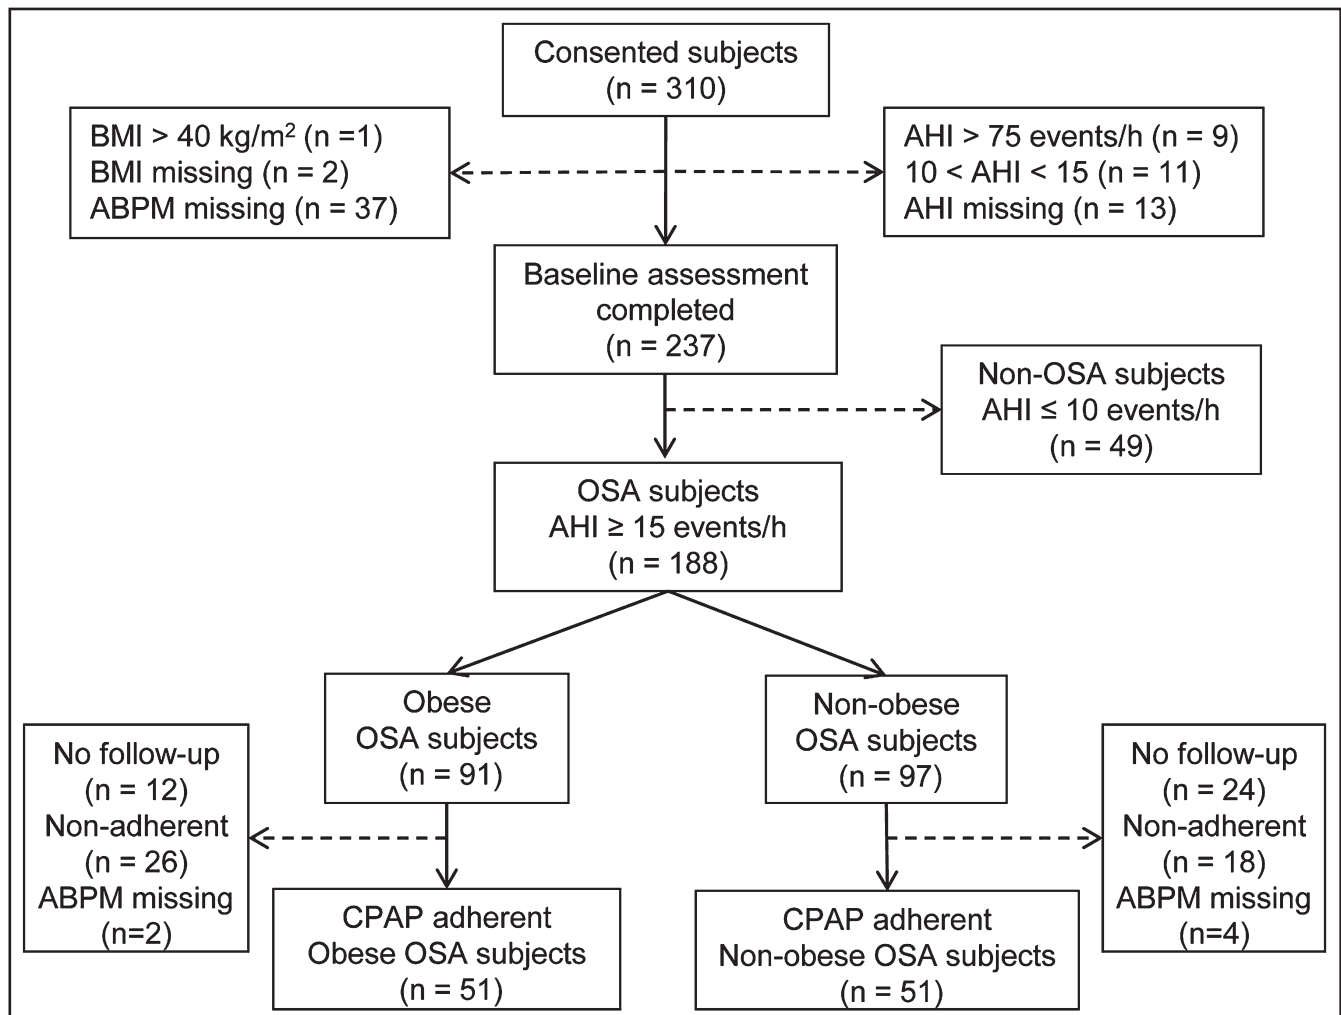 Consented subjects
(n = 310)
BMI > 40 kg/m² (n =1)
BMI missing (n = 2)
ABPM missing (n = 37)
AHI > 75 events/h (n = 9)
10 < AHI < 15 (n = 11)
AHI missing (n = 13)
Baseline assessment
completed
(n = 237)
Non-OSA subjects
AHI ≤ 10 events/h
(n = 49)
OSA subjects
AHI ≥ 15 events/h
(n = 188)
Obese
OSA subjects
(n = 91)
Non-obese
OSA subjects
(n = 97)
No follow-up
(n = 12)
Non-adherent
(n = 26)
ABPM missing
(n=2)
No follow-up
(n = 24)
Non-adherent
(n = 18)
ABPM missing
(n=4)
CPAP adherent
Obese OSA subjects
(n = 51)
CPAP adherent
Non-obese OSA subjects
(n = 51)